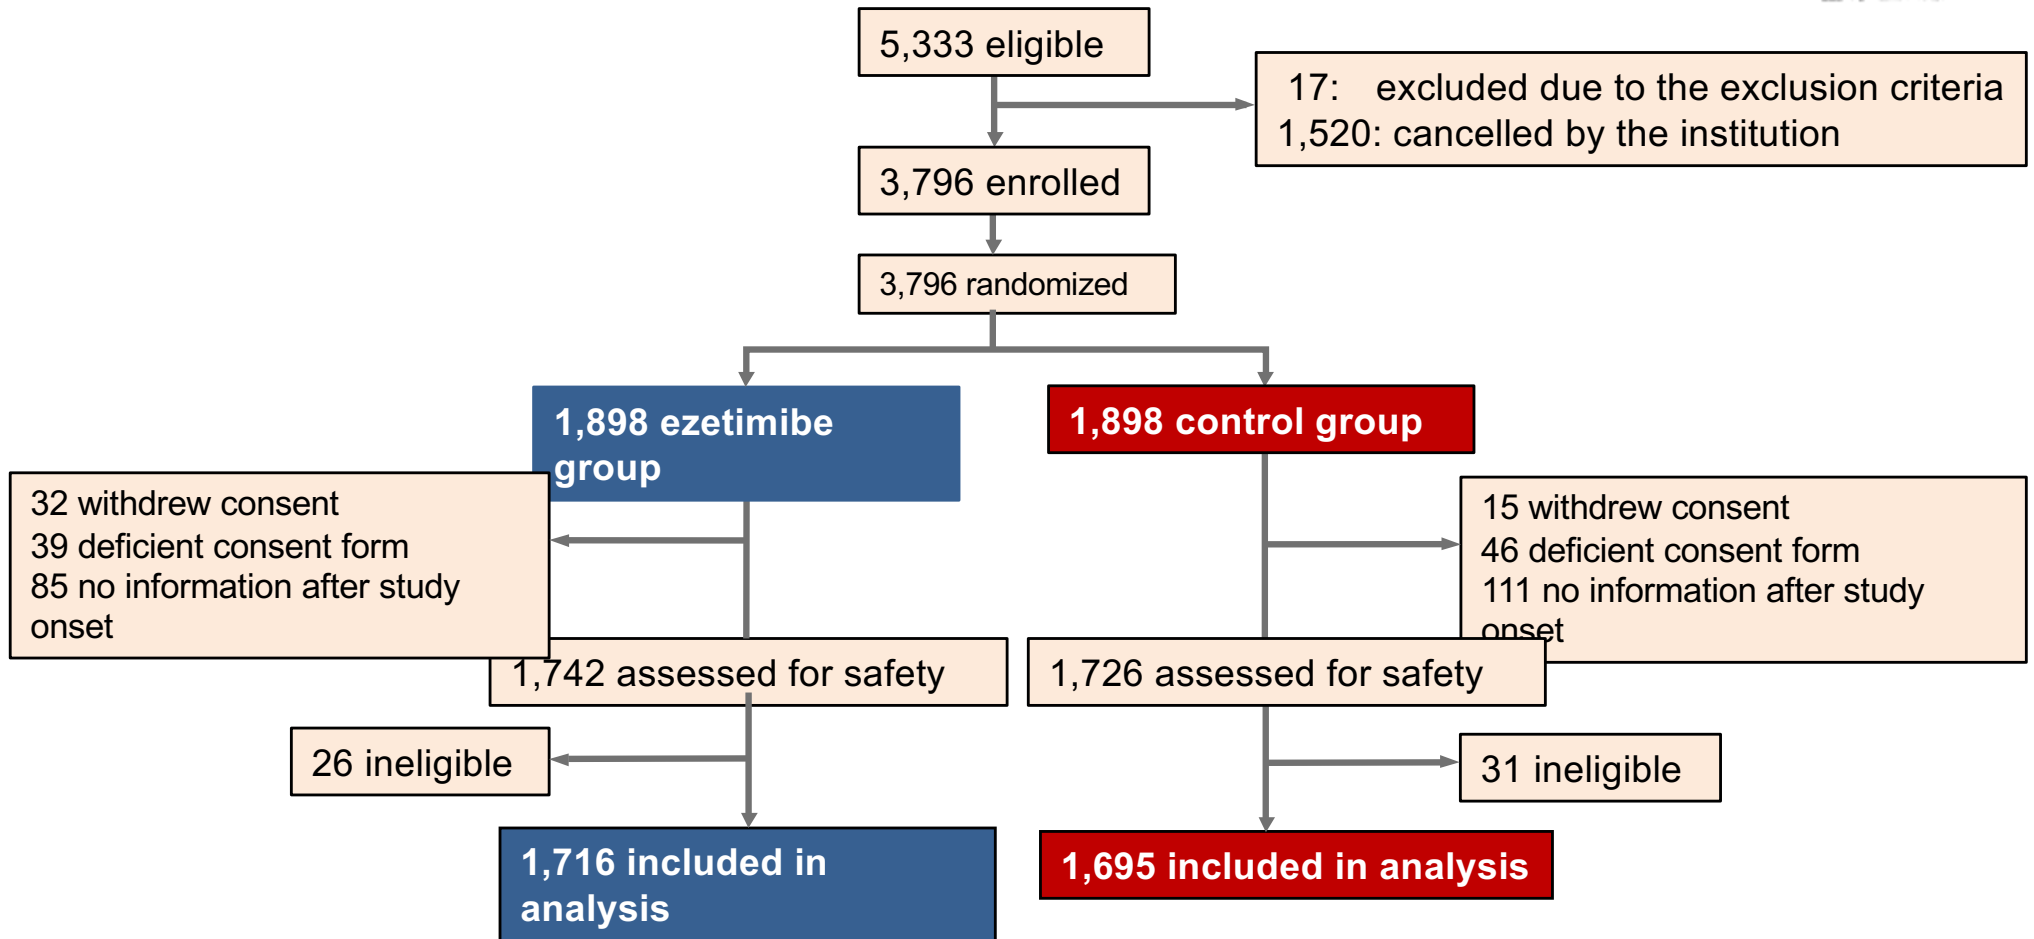 5,333 eligible
17: excluded due to the exclusion criteria
1,520: cancelled by the institution
3,796 enrolled
3,796 randomized
1,898 ezetimibe
group
1,898 control group
32 withdrew consent
39 deficient consent form
85 no information after study
onset
15 withdrew consent
46 deficient consent form
111 no information after study
onset
1,742 assessed for safety
1,726 assessed for safety
26 ineligible
31 ineligible
1,716 included in
analysis
1,695 included in analysis